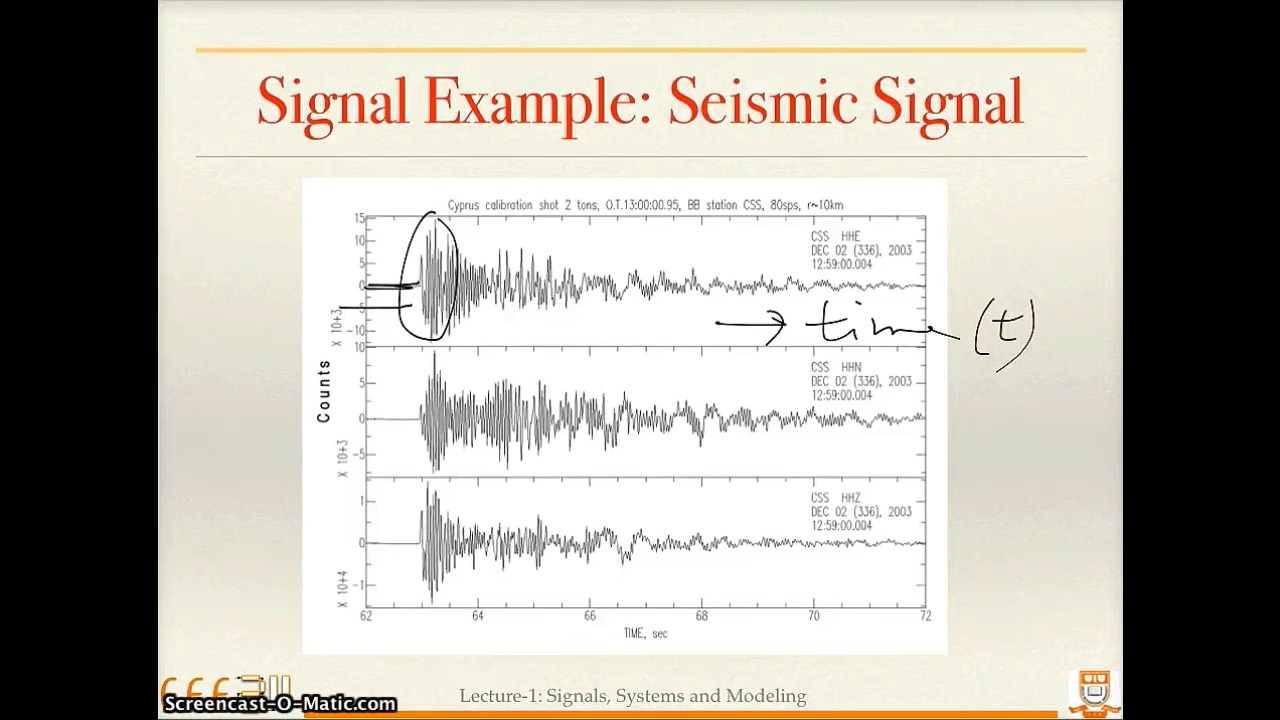 Signal Example: Seismic Signal
Cyprus calibration shot 2 tons, O.T.13:00:00.95, BB station CSS, 80sps, r~10km
15
10
5
0
-5
-10
X 10+3
CSS HHE
DEC 02 (336), 2003
12:59:00.004
→ time (t)
Counts
10
5
0
-5
X 10+3
CSS HHN
DEC 02 (336), 2003
12:59:00.004
1
0
-1
X 10+4
CSS HHZ
DEC 02 (336), 2003
12:59:00.004
62 64 66 68 70 72
TIME, sec
Screencast-O-Matic.com
Lecture-1: Signals, Systems and Modeling